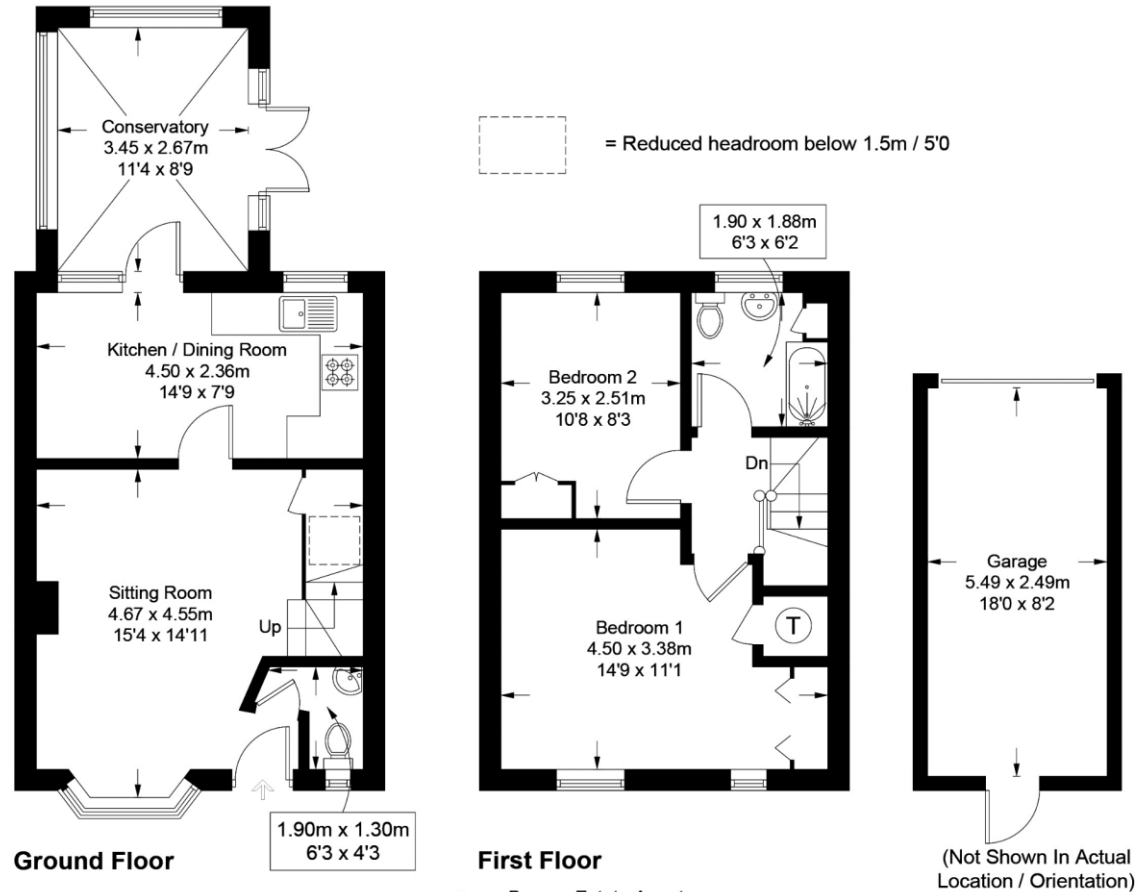 Conservatory
3.45 x 2.67m
11'4 x 8'9
= Reduced headroom below 1.5m / 5'0
1.90 x 1.88m
6'3 x 6'2
Kitchen / Dining Room
4.50 x 2.36m
14'9 x 7'9
Bedroom 2
3.25 x 2.51m
10'8 x 8'3
Dn
Sitting Room
4.67 x 4.55m
15'4 x 14'11
Up
Bedroom 1
4.50 x 3.38m
14'9 x 11'1
T
Garage
5.49 x 2.49m
18'0 x 8'2
1.90m x 1.30m
6'3 x 4'3
Ground Floor
First Floor
(Not Shown In Actual
Location / Orientation)